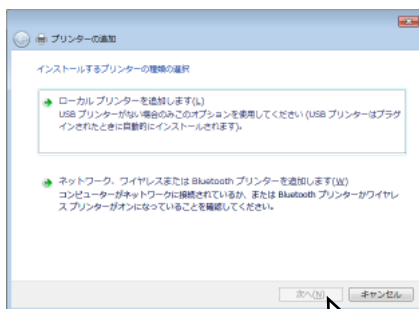 プリンターの追加
インストールするプリンターの種類の選択
ローカル プリンターを追加します(L)
USB プリンターがない場合のみこのオプションを使用してください (USB プリンターはプラグ
インされたときに自動的にインストールされます)。
ネットワーク、ワイヤレスまたは Bluetooth プリンターを追加します(W)
コンピューターがネットワークに接続されているか、または Bluetooth プリンターかワイヤレ
ス プリンターがオンになっていることを確認してください。
次へ(N)
キャンセル